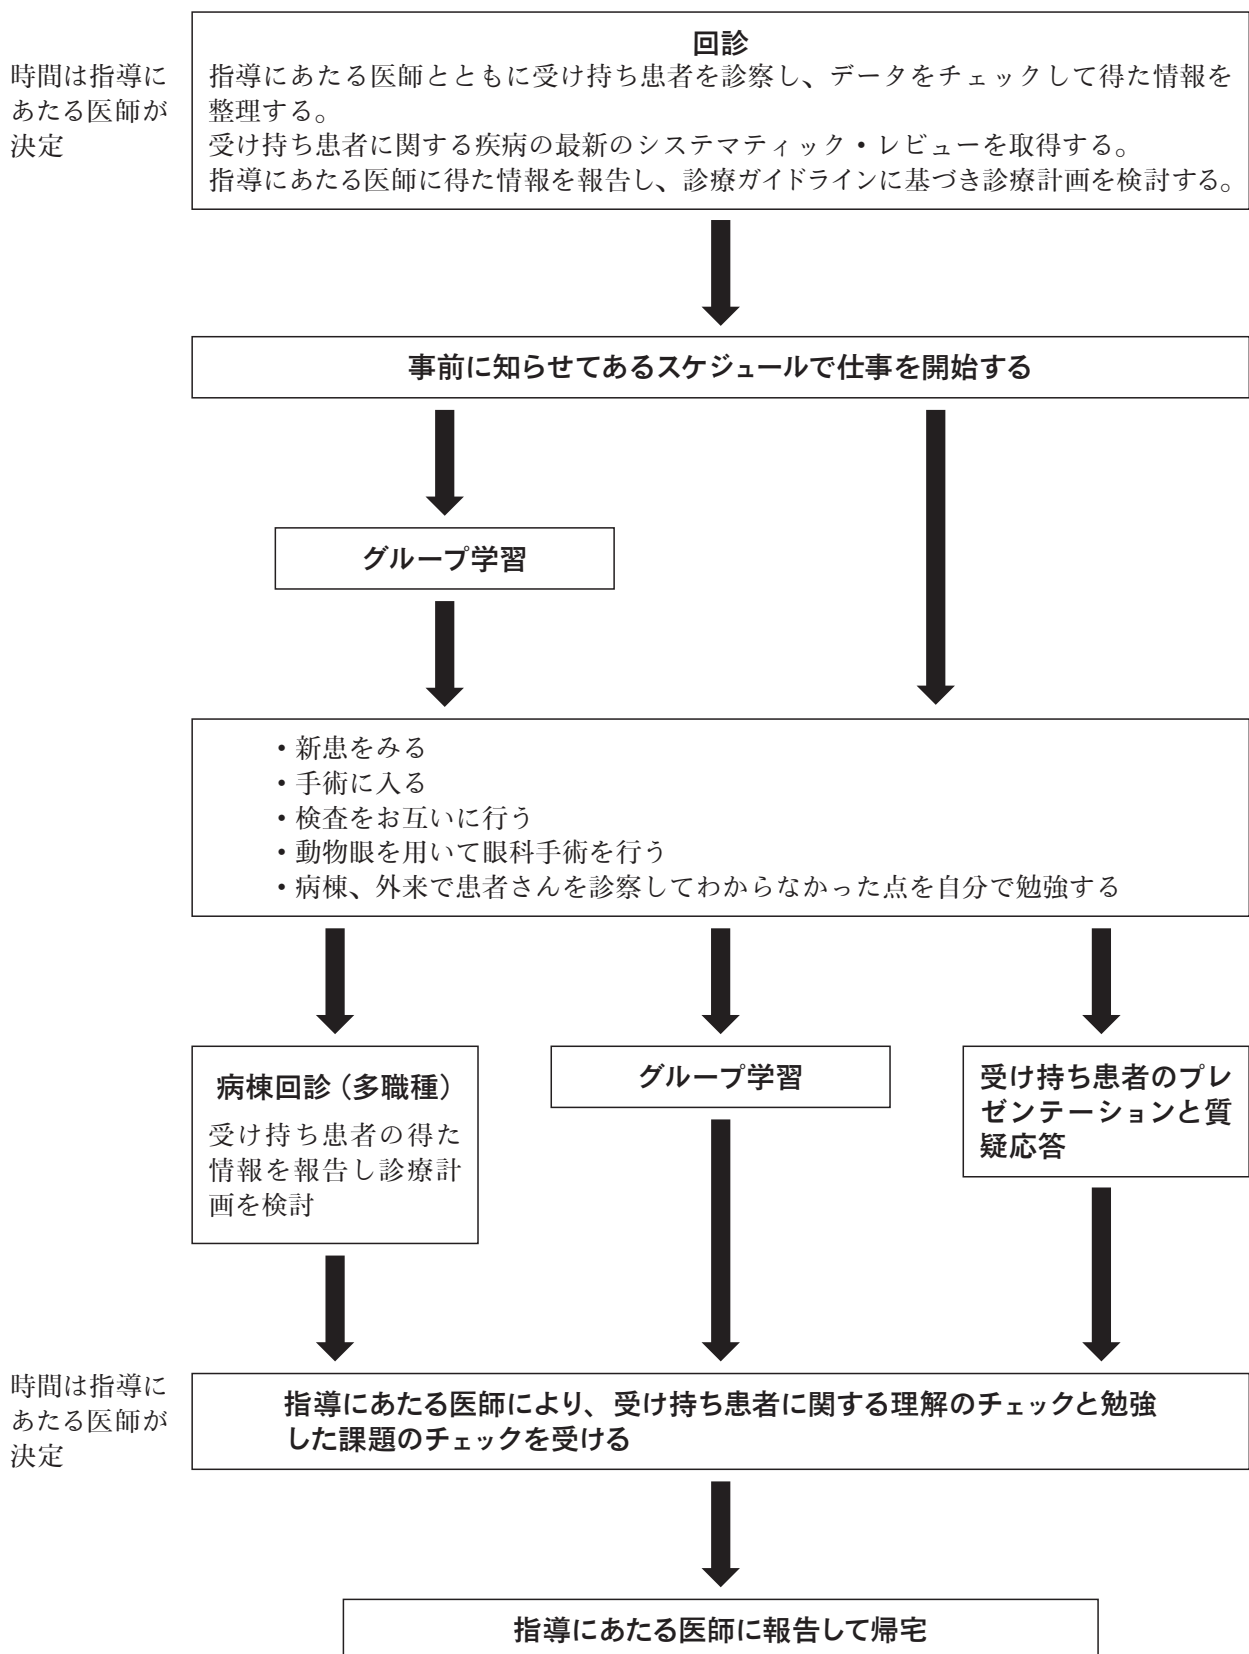 時間は指導に
あたる医師が
決定
回診
指導にあたる医師とともに受け持ち患者を診察し、データをチェックして得た情報を
整理する。
受け持ち患者に関する疾病の最新のシステマティック・レビューを取得する。
指導にあたる医師に得た情報を報告し、診療ガイドラインに基づき診療計画を検討する。
事前に知らせてあるスケジュールで仕事を開始する
グループ学習
・新患をみる
・手術に入る
・検査をお互いに行う
・動物眼を用いて眼科手術を行う
・病棟、外来で患者さんを診察してわからなかった点を自分で勉強する
病棟回診（多職種）
受け持ち患者の得た
情報を報告し診療計
画を検討
グループ学習
受け持ち患者のプレ
ゼンテーションと質
疑応答
時間は指導に
あたる医師が
決定
指導にあたる医師により、受け持ち患者に関する理解のチェックと勉強
した課題のチェックを受ける
指導にあたる医師に報告して帰宅